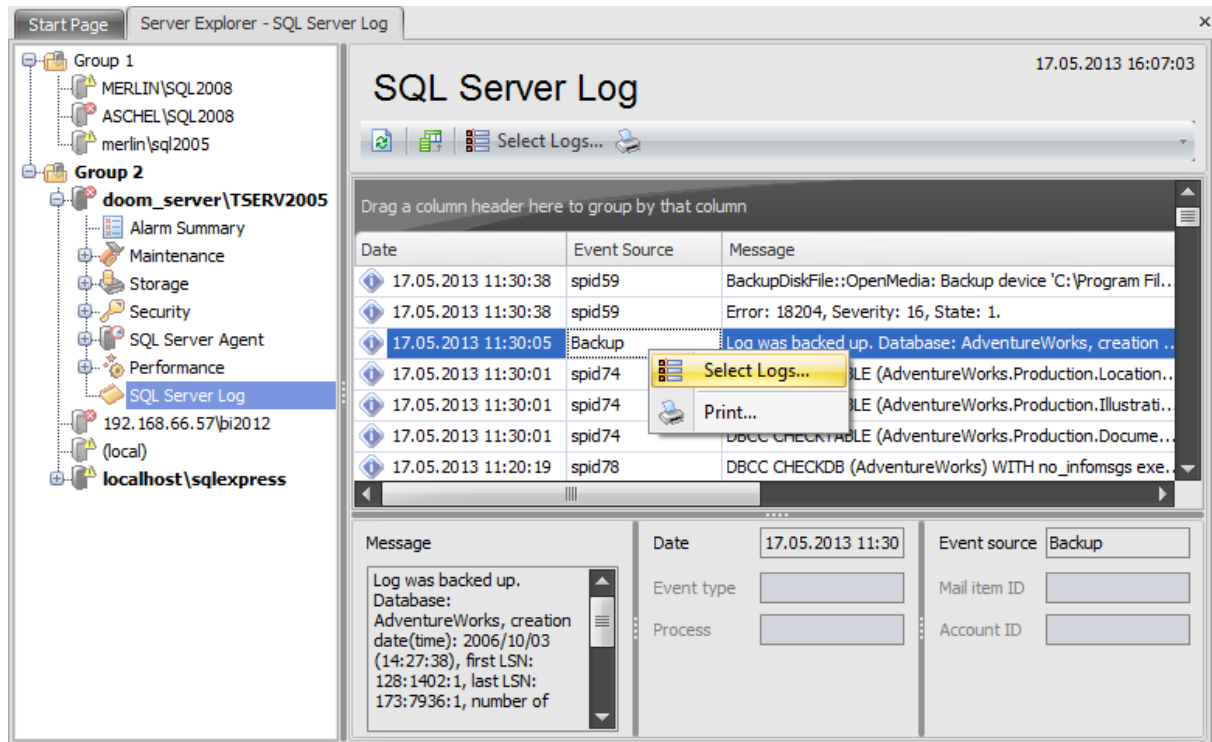 Start Page
Server Explorer - SQL Server Log
Group 1
MERLIN\SQL2008
ASCHEL\SQL2008
merlin\sql2005
Group 2
doom_server\TSERV2005
Alarm Summary
Maintenance
Storage
Security
SQL Server Agent
Performance
SQL Server Log
192.168.66.57\bi2012
(local)
localhost\sqlexpress
17.05.2013 16:07:03
SQL Server Log
Select Logs...
Drag a column header here to group by that column
Date Event Source Message
17.05.2013 11:30:38 spid59 BackupDiskFile::OpenMedia: Backup device 'C:\Program Fil...
17.05.2013 11:30:38 spid59 Error: 18204, Severity: 16, State: 1.
17.05.2013 11:30:05 Backup Log was backed up. Database: AdventureWorks, creation ...
17.05.2013 11:30:01 spid74 BLE (AdventureWorks.Production.Location...
17.05.2013 11:30:01 spid74 BLE (AdventureWorks.Production.Illustrati...
17.05.2013 11:30:01 spid74 DBCC CHECKTABLE (AdventureWorks.Production.Docume...
17.05.2013 11:20:19 spid78 DBCC CHECKDB (AdventureWorks) WITH no_infomsgs exe...
Select Logs...
Print...
Message
Log was backed up.
Database:
AdventureWorks, creation
date(time): 2006/10/03
(14:27:38), first LSN:
128:1402:1, last LSN:
173:7936:1, number of
Date 17.05.2013 11:30
Event type
Process
Event source Backup
Mail item ID
Account ID